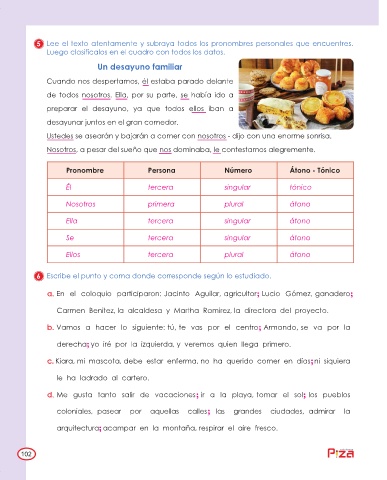 5 Lee el texto atentamente y subraya todos los pronombres personales que encuentres.
Luego clasifícalos en el cuadro con todos los datos.
Un desayuno familiar
Cuando nos despertamos, él estaba parado delante
de todos nosotros. Ella, por su parte, se había ido a
preparar el desayuno, ya que todos ellos iban a
desayunar juntos en el gran comedor.
Ustedes se asearán y bajarán a comer con nosotros - dijo con una enorme sonrisa.
Nosotros, a pesar del sueño que nos dominaba, le contestamos alegremente.
Pronombre Persona Número Átono - Tónico
Él tercera singular tónico
Nosotros primera plural átono
Ella tercera singular átono
Se tercera singular átono
Ellos tercera plural átono
6 Escribe el punto y coma donde corresponde según lo estudiado.
a. En el coloquio participaron: Jacinto Aguilar, agricultor; Lucio Gómez, ganadero;
Carmen Benítez, la alcaldesa y Martha Ramírez, la directora del proyecto.
b. Vamos a hacer lo siguiente: tú, te vas por el centro; Armando, se va por la
derecha; yo iré por la izquierda, y veremos quien llega primero.
c. Kiara, mi mascota, debe estar enferma, no ha querido comer en días; ni siquiera
le ha ladrado al cartero.
d. Me gusta tanto salir de vacaciones; ir a la playa, tomar el sol; los pueblos
coloniales, pasear por aquellas calles; las grandes ciudades, admirar la
arquitectura; acampar en la montaña, respirar el aire fresco.
102